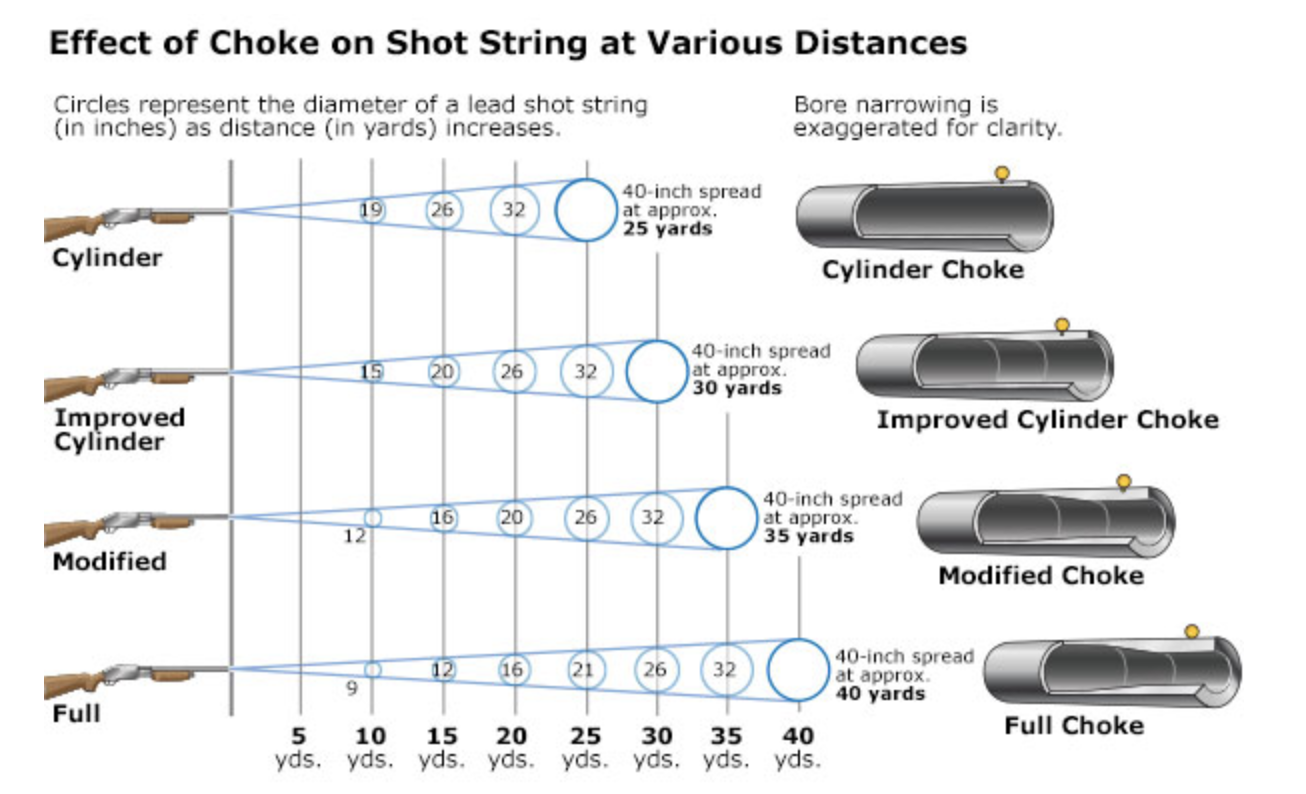 Effect of Choke on Shot String at Various Distances
Circles represent the diameter of a lead shot string
(in inches) as distance (in yards) increases.
Bore narrowing is
exaggerated for clarity.
19 26 32
40-inch spread
at approx.
25 yards
Cylinder
Cylinder Choke
15 20 26 32
40-inch spread
at approx.
30 yards
Improved
Cylinder
Improved Cylinder Choke
12 16 20 26 32
40-inch spread
at approx.
35 yards
Modified
Modified Choke
9 12 16 21 26 32
40-inch spread
at approx.
40 yards
Full
Full Choke
5 10 15 20 25 30 35 40
yds. yds. yds. yds. yds. yds. yds. yds.